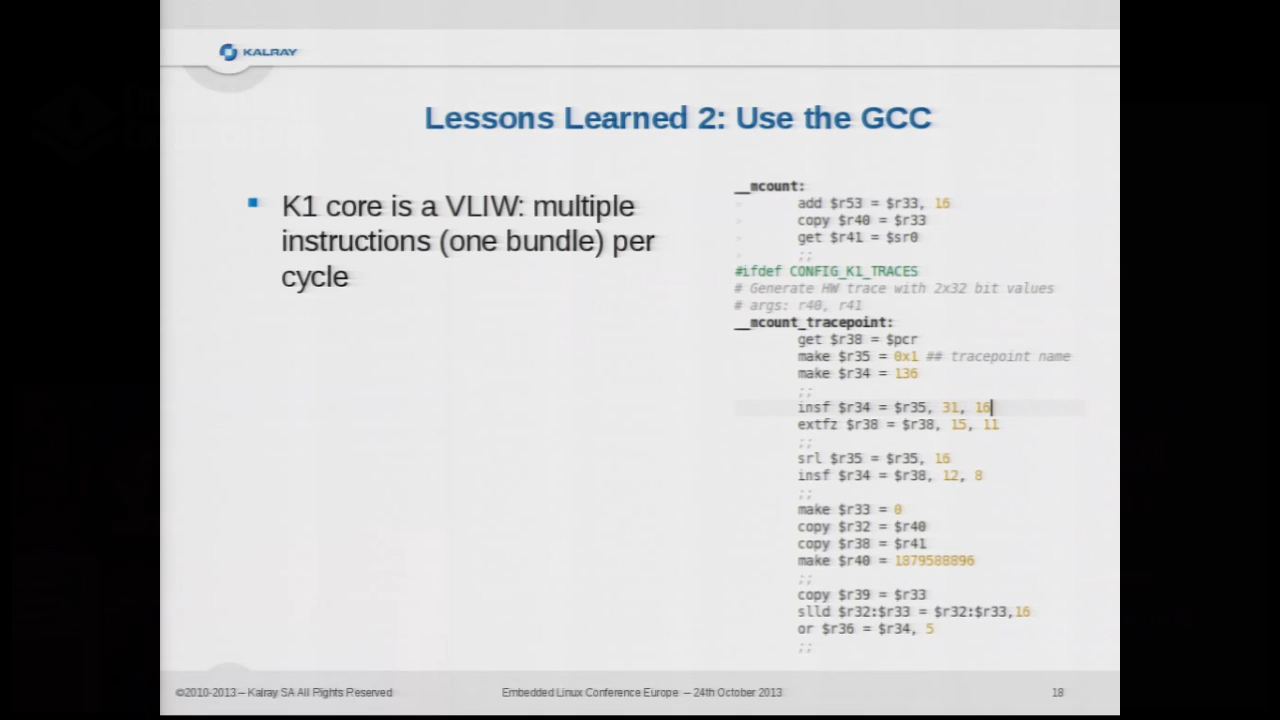 KALRAY
Lessons Learned 2: Use the GCC
K1 core is a VLIW: multiple
instructions (one bundle) per
cycle
__mcount:
add $r53 = $r33, 16
copy $r40 = $r33
get $r41 = $sr0
;;
#ifdef CONFIG_K1_TRACES
# Generate HW trace with 2x32 bit values
# args: r40, r41
__mcount_tracepoint:
get $r38 = $pcr
make $r35 = 0x1 ## tracepoint name
make $r34 = 136
;;
insf $r34 = $r35, 31, 16
extfz $r38 = $r38, 15, 11
;;
srl $r35 = $r35, 16
insf $r34 = $r38, 12, 8
;;
make $r33 = 0
copy $r32 = $r40
copy $r38 = $r41
make $r40 = 1879588896
;;
copy $r39 = $r33
slld $r32:$r33 = $r32:$r33,16
or $r36 = $r34, 5
;;
©2010-2013 – Kalray SA All Rights Reserved
Embedded Linux Conference Europe – 24th October 2013
18